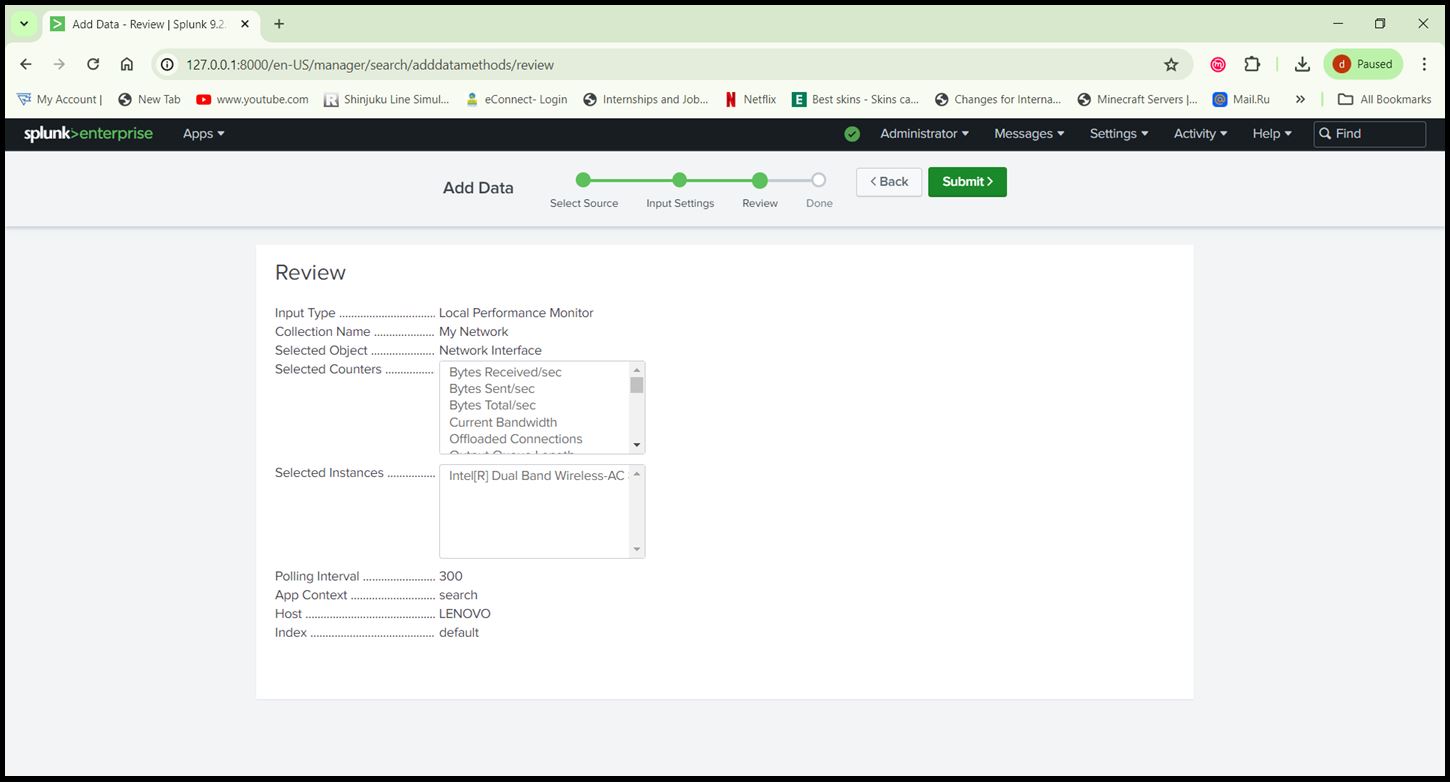 Add Data - Review | Splunk 9.2.
127.0.0.1:8000/en-US/manager/search/adddatamethods/review
d Paused
My Account |
New Tab
www.youtube.com
Shinjuku Line Simul...
eConnect- Login
Internships and Job...
Netflix
Best skins - Skins ca...
Changes for Interna...
Minecraft Servers |...
Mail.Ru
All Bookmarks
splunk>enterprise
Apps
Administrator
Messages
Settings
Activity
Help
Find
Add Data
Select Source
Input Settings
Review
Done
< Back
Submit >
Review
Input Type ................................ Local Performance Monitor
Collection Name .................... My Network
Selected Object ..................... Network Interface
Selected Counters ................
Bytes Received/sec
Bytes Sent/sec
Bytes Total/sec
Current Bandwidth
Offloaded Connections
Output Queue Length
Selected Instances ................
Intel[R] Dual Band Wireless-AC
Polling Interval ........................ 300
App Context ............................ search
Host ........................................... LENOVO
Index ......................................... default